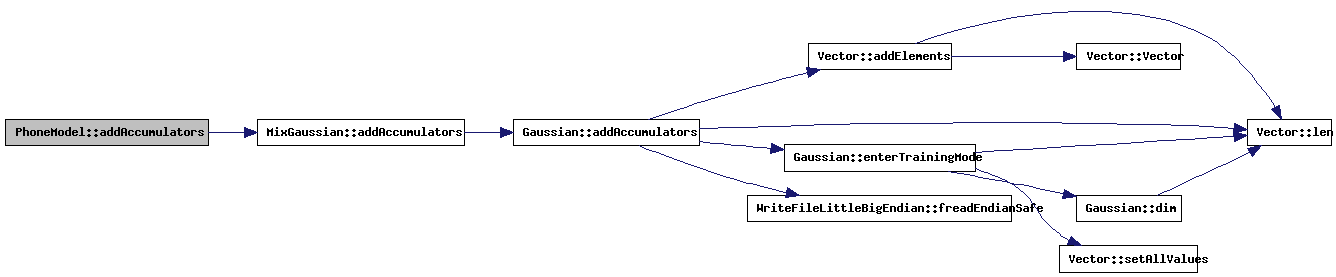 PhoneModel::addAccumulators
MixGaussian::addAccumulators
Gaussian::addAccumulators
Vector::addElements
Vector::Vector
Vector::len
Gaussian::enterTrainingMode
WriteFileLittleBigEndian::freadEndianSafe
Gaussian::dim
Vector::setAllValues